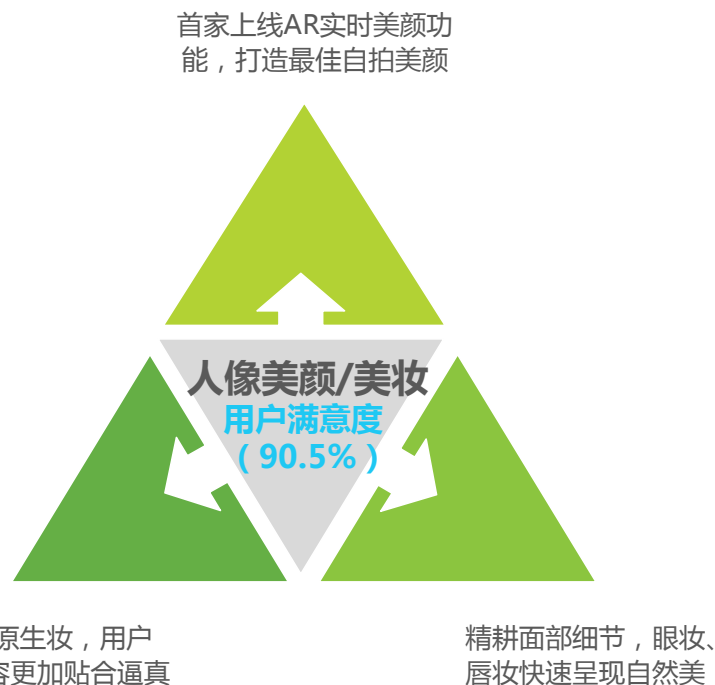 首家上线AR实时美颜功
能，打造最佳自拍美颜
人像美颜/美妆
用户满意度
（90.5%）
原生妆，用户
容更加贴合逼真
精耕面部细节，眼妆、
唇妆快速呈现自然美